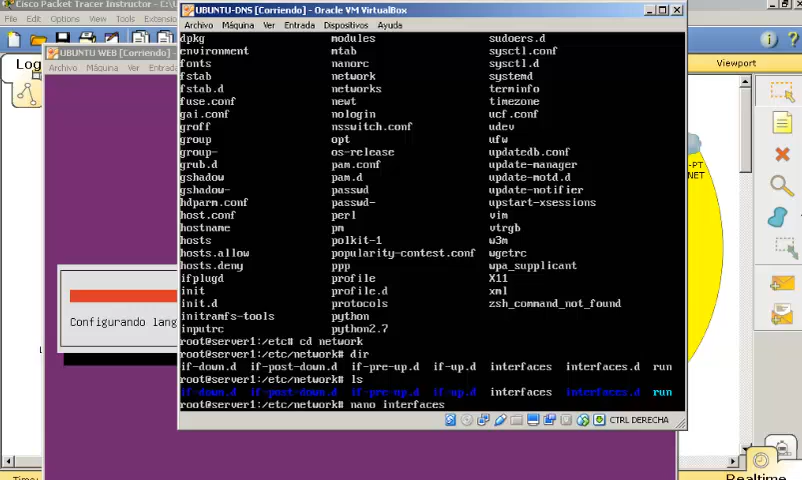 Cisco Packet Tracer Instructor - C:\
File Edit Options View Tools Extensio
Log
Viewport
UBUNTU WEB [Corriendo]
Archivo Máquina Ver Entrada
Configurando lang
UBUNTU-DNS [Corriendo] - Oracle VM VirtualBox
Archivo Máquina Ver Entrada Dispositivos Ayuda
dpkg modules sudoers.d
environment mtab sysctl.conf
fonts nanorc sysctl.d
fstab network systemd
fstab.d networks terminfo
fuse.conf newt timezone
gai.conf nologin ucf.conf
groff nsswitch.conf udev
group opt ufw
group- os-release updatedb.conf
grub.d pam.conf update-manager
gshadow pam.d update-motd.d
gshadow- passwd update-notifier
hdparm.conf passwd- upstart-xsessions
host.conf perl vim
hostname pm vtrgb
hosts polkit-1 w3m
hosts.allow popularity-contest.conf wgetrc
hosts.deny ppp wpa_supplicant
ifplugd profile X11
init profile.d xml
init.d protocols zsh_command_not_found
initramfs-tools python
inputrc python2.7
root@server1:/etc# cd network
root@server1:/etc/network# dir
if-down.d if-post-down.d if-pre-up.d if-up.d interfaces interfaces.d run
root@server1:/etc/network# ls
if-down.d if-post-down.d if-pre-up.d if-up.d interfaces interfaces.d run
root@server1:/etc/network# nano interfaces
CTRL DERECHA
-PT
NET
Time:
Realtime